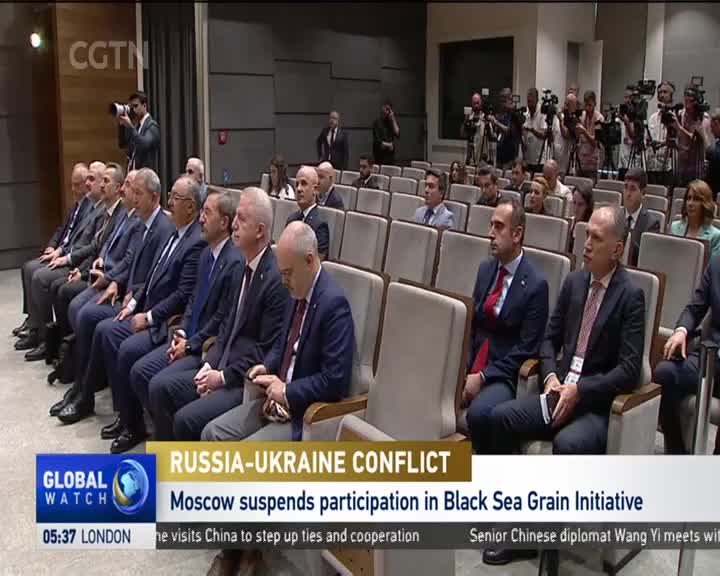 CGTN
RUSSIA-UKRAINE CONFLICT
GLOBAL
WATCH
Moscow suspends participation in Black Sea Grain Initiative
05:37 LONDON
visits China to step up ties and cooperation Senior Chinese diplomat Wang Yi meets